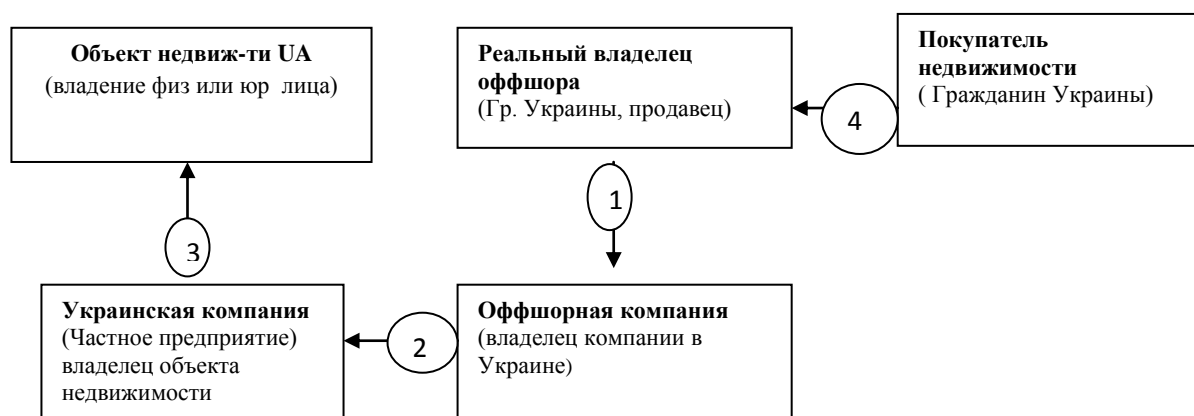 Объект недвиж-ти UA
(владение физ или юр лица)
Реальный владелец
оффшора
(Гр. Украины, продавец)
Покупатель
недвижимости
( Гражданин Украины)
4
1
3
Украинская компания
(Частное предприятие)
владелец объекта
недвижимости
2
Оффшорная компания
(владелец компании в
Украине)